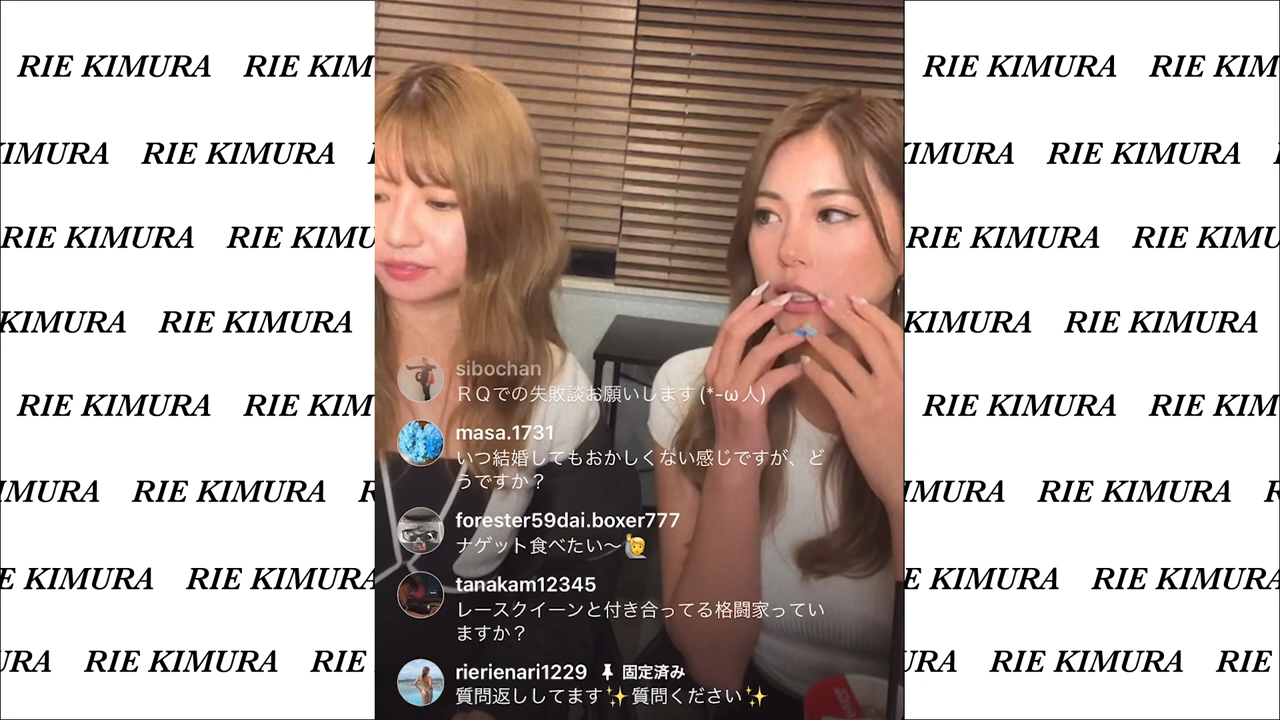 RIE KIMURA RIE KIM
IMURA RIE KIMURA
RIE KIMURA RIE KIMU
KIMURA RIE KIMURA
RIE KIMURA RIE KIM
IMURA RIE KIMURA R
E KIMURA RIE KIMURA
URA RIE KIMURA RIE
sibochan
ＲＱでの失敗談お願いします(*-ω人)
masa.1731
いつ結婚してもおかしくない感じですが、ど
うですか？
forester59dai.boxer777
ナゲット食べたい〜🙋‍♂️
tanakam12345
レースクイーンと付き合ってる格闘家ってい
ますか？
rierienari1229 固定済み
質問返ししてます✨質問ください✨
RIE KIMURA RIE KIM
IMURA RIE KIMURA
RIE KIMURA RIE KIMU
KIMURA RIE KIMURA
RIE KIMURA RIE KIM
IMURA RIE KIMURA R
E KIMURA RIE KIMURA
URA RIE KIMURA RIE